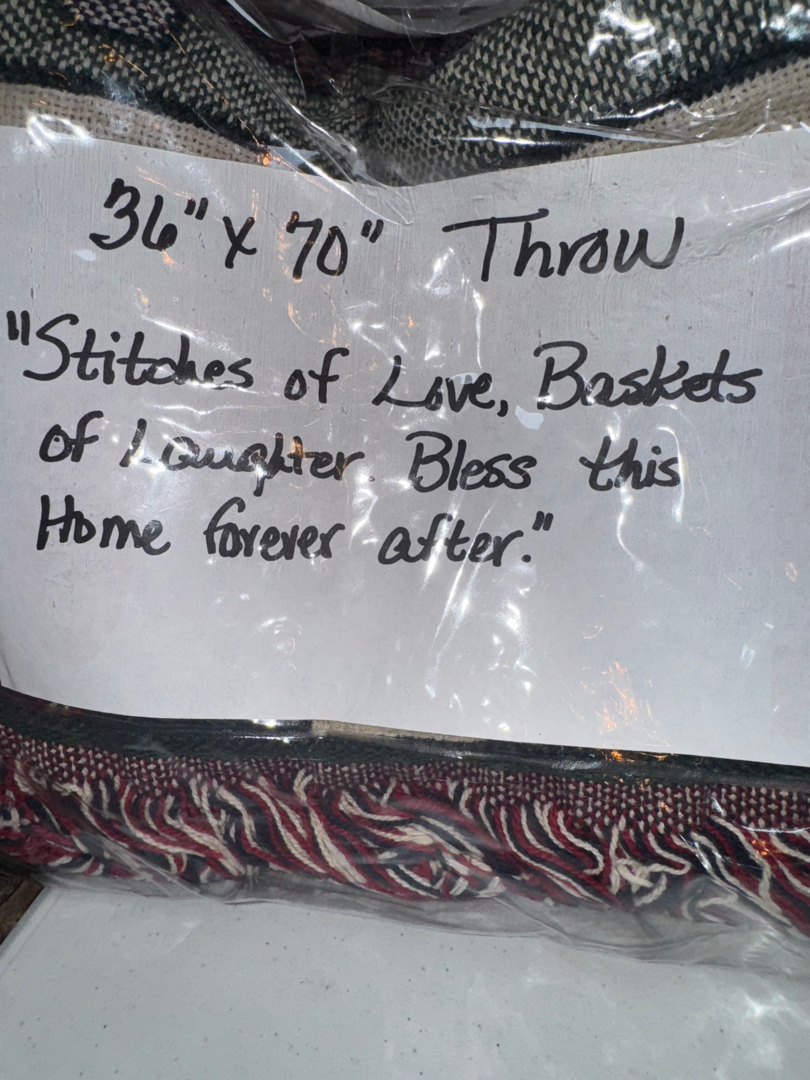 36" x 70" Throw
"Stitches of Love, Baskets
of Laughter. Bless this
Home forever after."